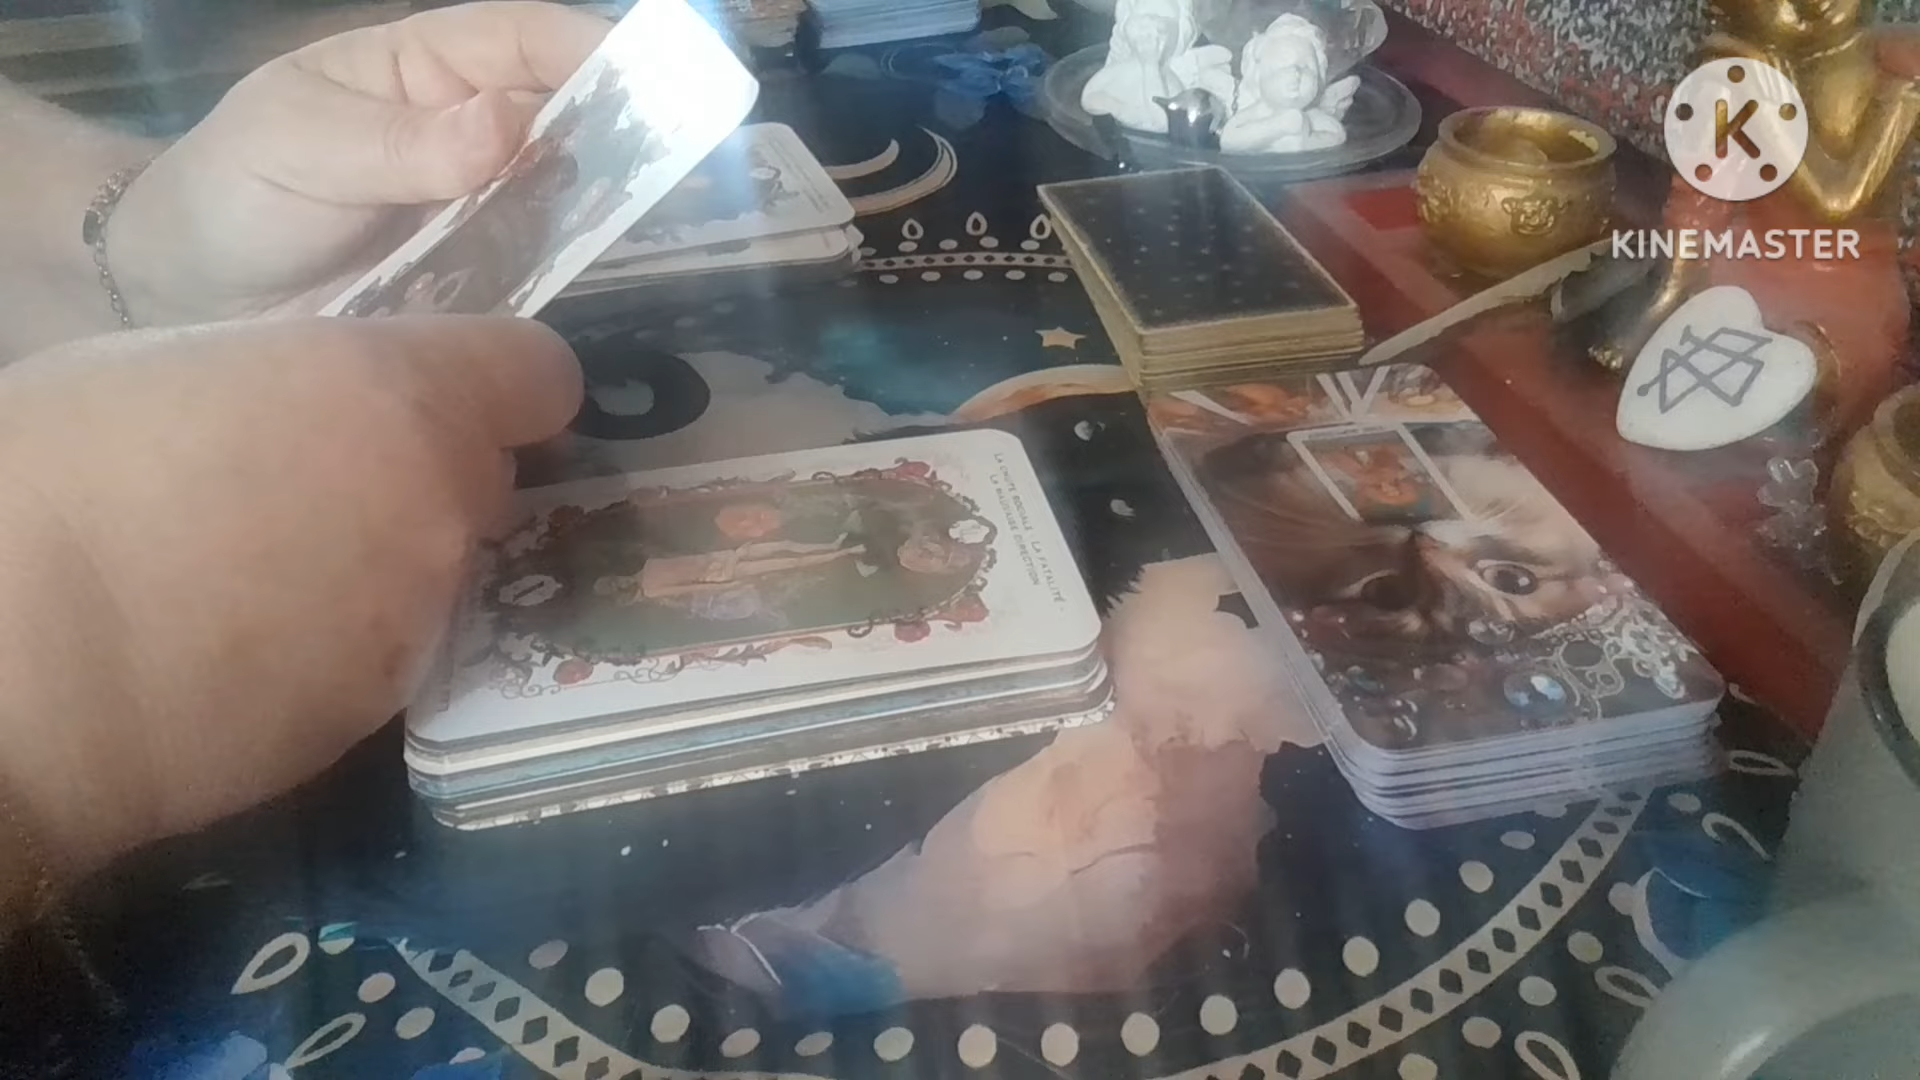 K
KINEMASTER
LA CHUTE SOCIALE - LA FATALITÉ -
LA MAUVAISE DIRECTION